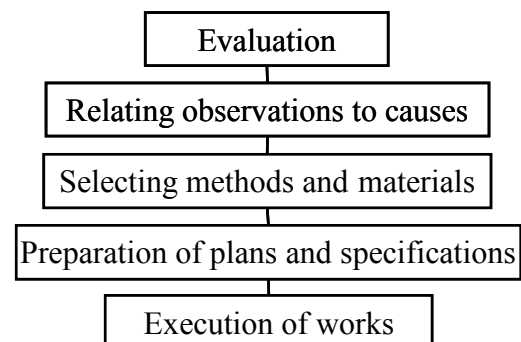 Evaluation
Relating observations to causes
Selecting methods and materials
Preparation of plans and specifications
Execution of works